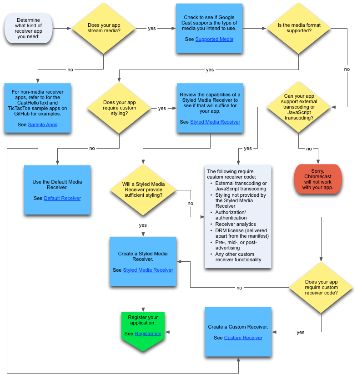 Determine
what kind of
receiver app
you need
Does your app
stream media?
yes
Check to see if Google
Cast supports the type of
media you intend to use.
See Supported Media
Is the media format
supported?
no
yes
no
For non-media receiver
apps, refer to the
CastHelloText and
TicTacToe sample apps on
GitHub for examples.
See Sample Apps
Does your app
require custom
styling?
yes
Review the capabilities of a
Styled Media Receiver to
see if that will suffice for
your app.
See Styled Media Receiver
Can your app
support external
transcoding or
JavaScript
transcoding?
no
no
yes
no
Use the Default Media
Receiver.
See Default Receiver
Will a Styled Media
Receiver provide
sufficient styling?
no
The following require
custom receiver code:
• External transcoding or
JavaScript transcoding
• Styling not provided by
the Styled Media
Receiver
• Authorization/
authentication
• Receiver analytics
• DRM license (delivered
apart from the manifest)
• Pre-, mid-, or post-
advertising
• Any other custom
receiver functionality
Sorry,
Chromecast
will not work
with your app.
yes
Create a Styled Media
Receiver.
See Styled Media Receiver
no
Does your app
require custom
receiver code?
yes
Register your
application
See Registration
Create a Custom Receiver.
See Custom Receiver